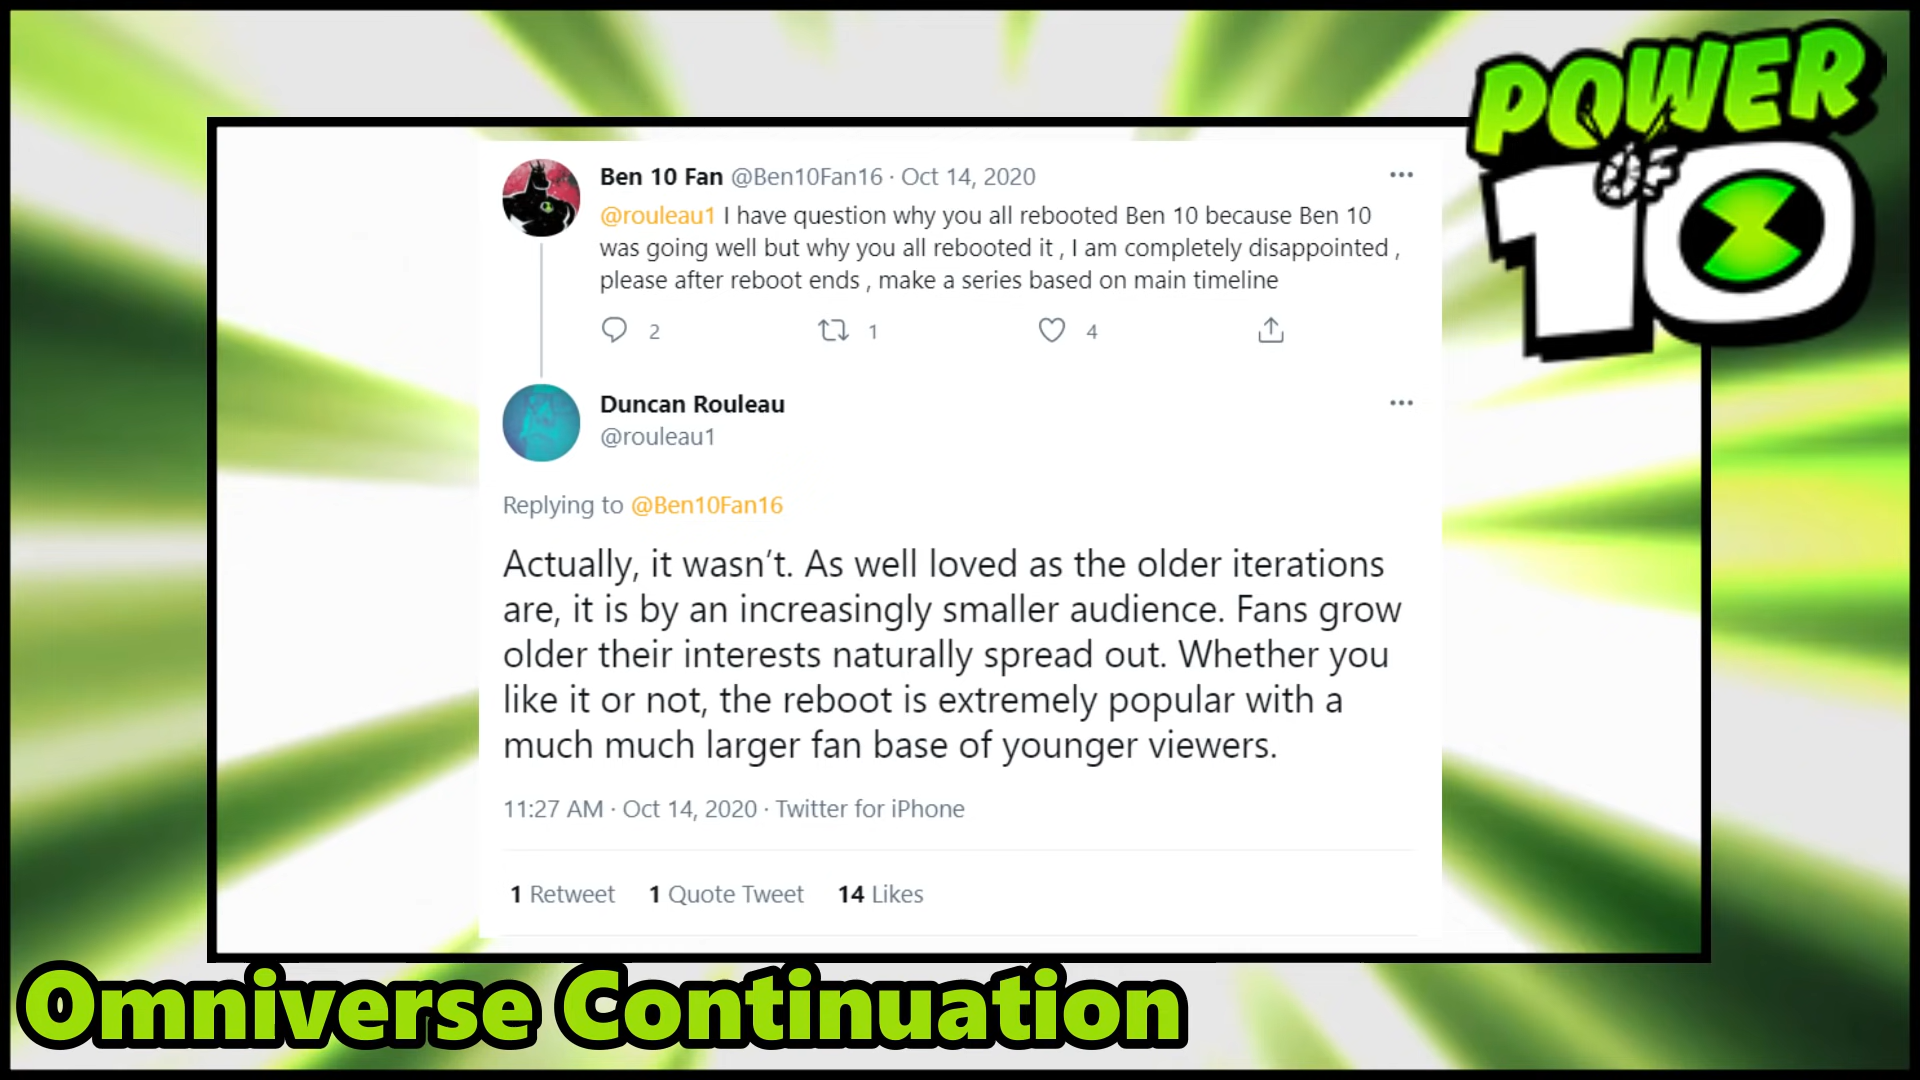 POWER
OF
10
Ben 10 Fan @Ben10Fan16 · Oct 14, 2020
@rouleau1 I have question why you all rebooted Ben 10 because Ben 10
was going well but why you all rebooted it , I am completely disappointed ,
please after reboot ends , make a series based on main timeline
2 1 4
Duncan Rouleau
@rouleau1
Replying to @Ben10Fan16
Actually, it wasn’t. As well loved as the older iterations
are, it is by an increasingly smaller audience. Fans grow
older their interests naturally spread out. Whether you
like it or not, the reboot is extremely popular with a
much much larger fan base of younger viewers.
11:27 AM · Oct 14, 2020 · Twitter for iPhone
1 Retweet 1 Quote Tweet 14 Likes
Omniverse Continuation